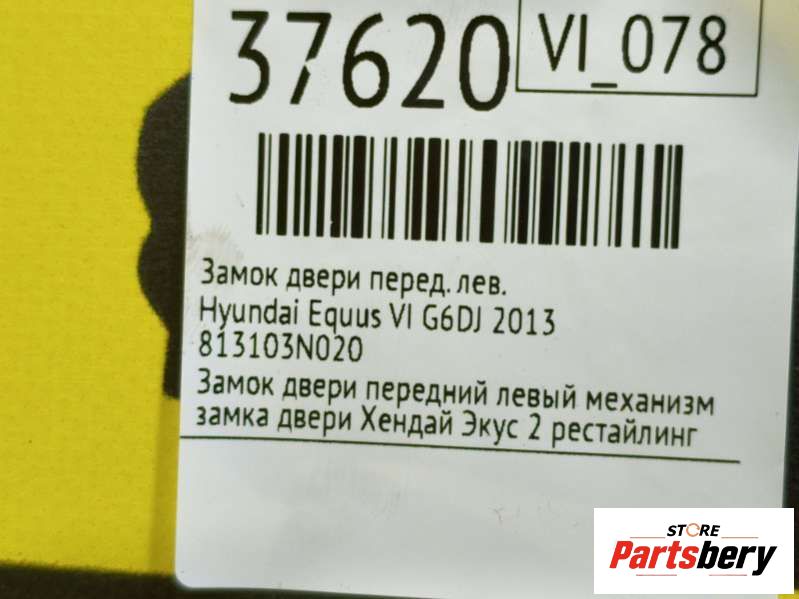 37620
VI_078
Замок двери перед. лев.
Hyundai Equus VI G6DJ 2013
813103N020
Замок двери передний левый механизм
замка двери Хендай Экус 2 рестайлинг
STORE
Partsbery